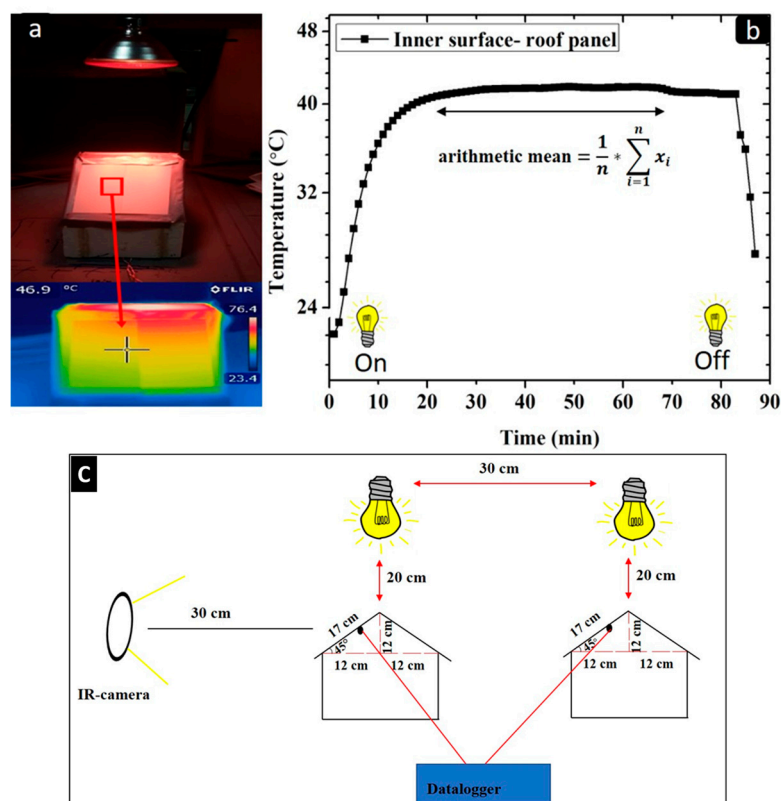 a
46.9 °C
FLIR
76.4
23.4
b
Inner surface- roof panel
Temperature (°C)
48
40
32
24
arithmetic mean = 1/n * ∑ i=1 n x_i
On
Off
0 10 20 30 40 50 60 70 80 90
Time (min)
c
30 cm
20 cm
20 cm
30 cm
17 cm
12 cm
45°
12 cm
12 cm
17 cm
12 cm
45°
12 cm
12 cm
IR-camera
Datalogger